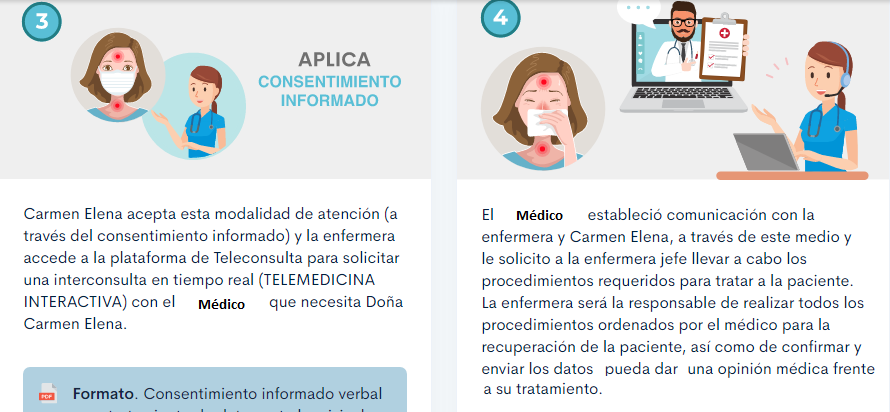 3
APLICA
CONSENTIMIENTO
INFORMADO
Carmen Elena acepta esta modalidad de atención (a
través del consentimiento informado) y la enfermera
accede a la plataforma de Teleconsulta para solicitar
una interconsulta en tiempo real (TELEMEDICINA
INTERACTIVA) con el Médico que necesita Doña
Carmen Elena.
PDF
Formato. Consentimiento informado verbal
4
El Médico estableció comunicación con la
enfermera y Carmen Elena, a través de este medio y
le solicito a la enfermera jefe llevar a cabo los
procedimientos requeridos para tratar a la paciente.
La enfermera será la responsable de realizar todos los
procedimientos ordenados por el médico para la
recuperación de la paciente, así como de confirmar y
enviar los datos pueda dar una opinión médica frente
a su tratamiento.